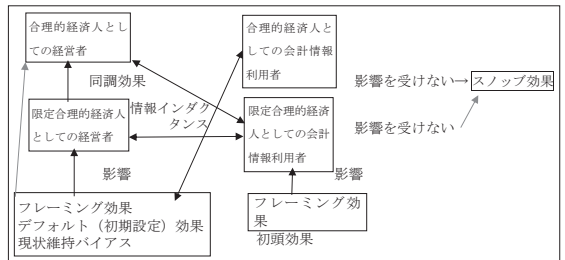 合理的経済人とし
ての経営者
合理的経済人と
しての会計情報
利用者
同調効果
影響を受けない→
スノッブ効果
限定合理的経済人
としての経営者
情報インダク
タンス
限定合理的経済
人としての会計
情報利用者
影響を受けない
影響
影響
フレーミング効果
デフォルト（初期設定）効果
現状維持バイアス
フレーミング効
果
初頭効果